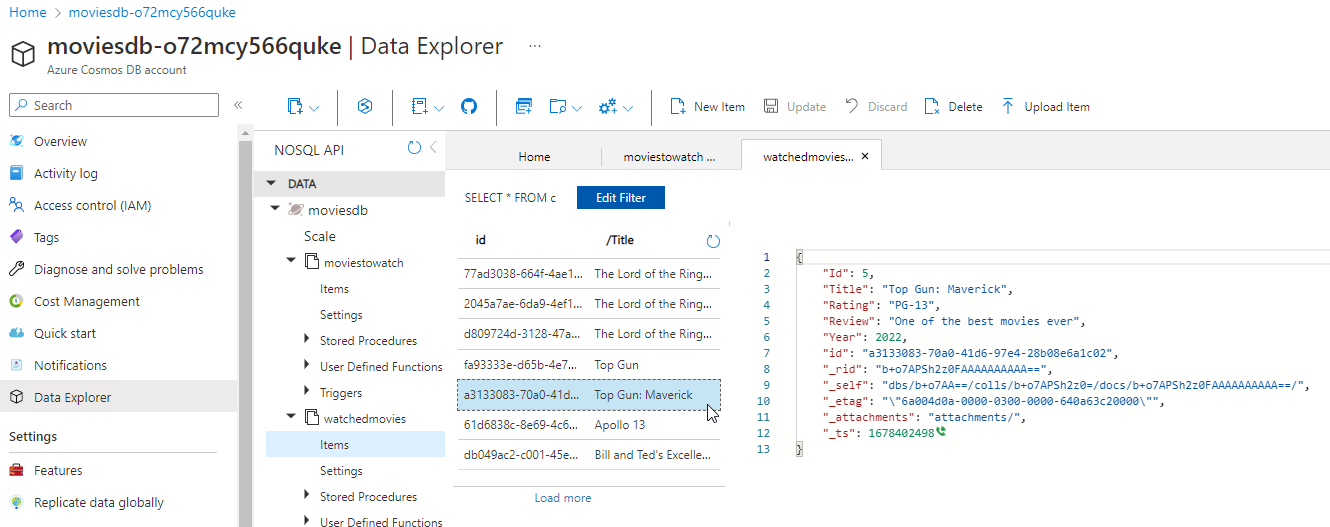 Home > moviesdb-o72mcy566quke
moviesdb-o72mcy566quke | Data Explorer ...
Azure Cosmos DB account
Search
«
New Item
Update
Discard
Delete
Upload Item
Overview
Activity log
Access control (IAM)
Tags
Diagnose and solve problems
Cost Management
Quick start
Notifications
Data Explorer
Settings
Features
Replicate data globally
NOSQL API
DATA
moviesdb
Scale
moviestowatch
Items
Settings
Stored Procedures
User Defined Functions
Triggers
watchedmovies
Items
Settings
Stored Procedures
User Defined Functions
Home
moviestowatch ...
watchedmovies... ×
SELECT * FROM c
Edit Filter
id /Title
77ad3038-664f-4ae1... The Lord of the Ring...
2045a7ae-6da9-4ef1... The Lord of the Ring...
d809724d-3128-47a... The Lord of the Ring...
fa93333e-d65b-4e7... Top Gun
a3133083-70a0-41d... Top Gun: Maverick
61d6838c-8e69-4c6... Apollo 13
db049ac2-c001-45e... Bill and Ted's Excelle...
Load more
1 {
2 "Id": 5,
3 "Title": "Top Gun: Maverick",
4 "Rating": "PG-13",
5 "Review": "One of the best movies ever",
6 "Year": 2022,
7 "id": "a3133083-70a0-41d6-97e4-28b08e6a1c02",
8 "_rid": "b+o7APSh2z0FAAAAAAAAAA==",
9 "_self": "dbs/b+o7AA==/colls/b+o7APSh2z0=/docs/b+o7APSh2z0FAAAAAAAAAA==/",
10 "_etag": "\"6a004d0a-0000-0300-0000-640a63c20000\"",
11 "_attachments": "attachments/",
12 "_ts": 1678402498
13 }